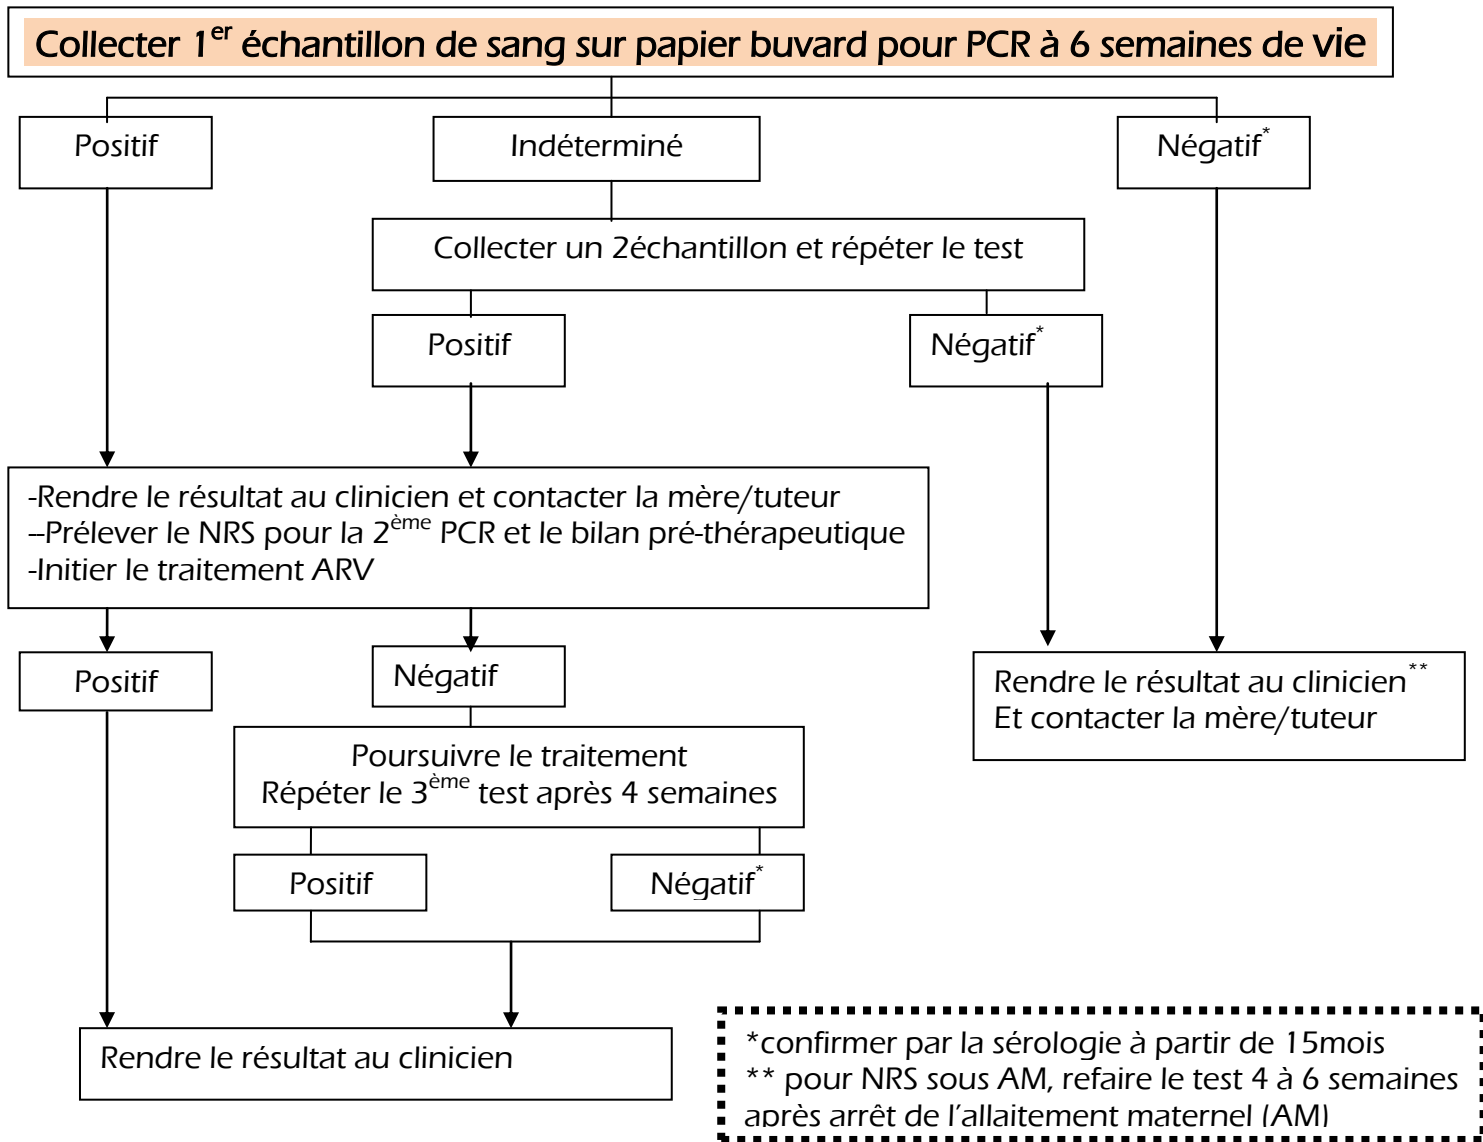 Collecter 1er échantillon de sang sur papier buvard pour PCR à 6 semaines de vie
Positif
Indéterminé
Négatif*
Collecter un 2échantillon et répéter le test
Positif
Négatif*
-Rendre le résultat au clinicien et contacter la mère/tuteur
--Prélever le NRS pour la 2ème PCR et le bilan pré-thérapeutique
-Initier le traitement ARV
Positif
Négatif
Rendre le résultat au clinicien**
Et contacter la mère/tuteur
Poursuivre le traitement
Répéter le 3ème test après 4 semaines
Positif
Négatif*
Rendre le résultat au clinicien
*confirmer par la sérologie à partir de 15mois
** pour NRS sous AM, refaire le test 4 à 6 semaines
après arrêt de l'allaitement maternel (AM)